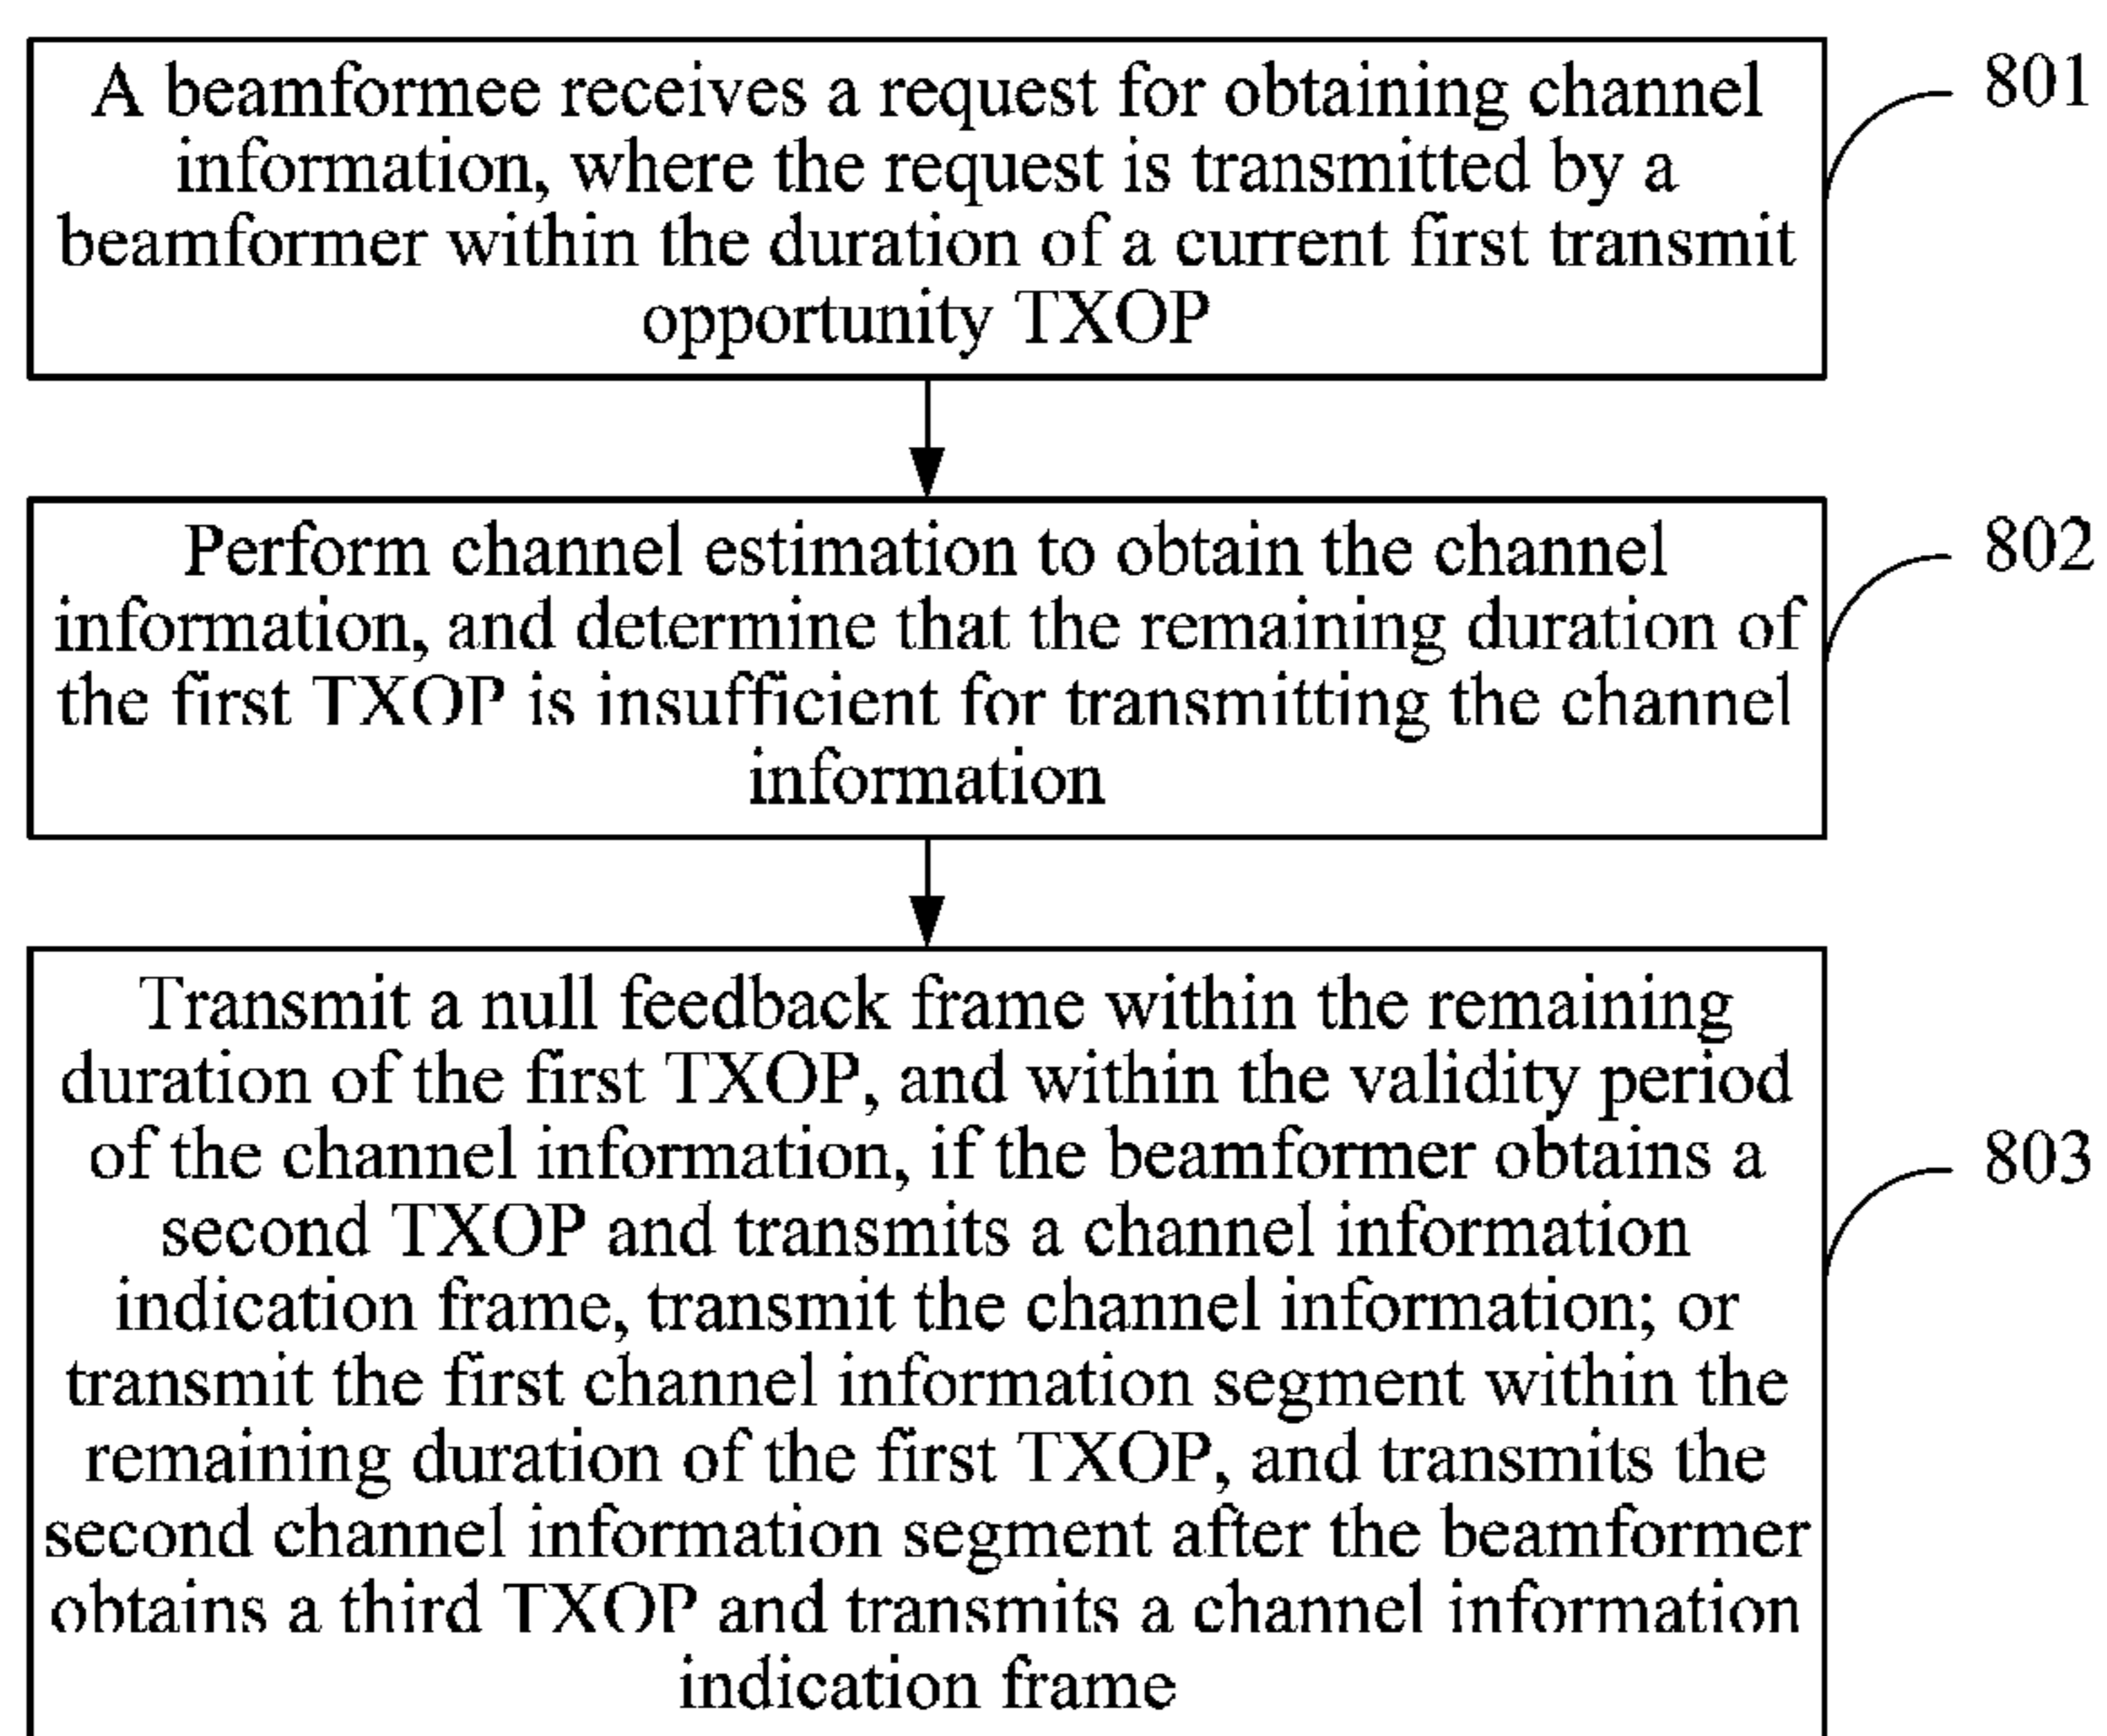 A beamformee receives a request for obtaining channel
information, where the request is transmitted by a
beamformer within the duration of a current first transmit
opportunity TXOP
801
Perform channel estimation to obtain the channel
information, and determine that the remaining duration of
the first TXOP is insufficient for transmitting the channel
information
802
Transmit a null feedback frame within the remaining
duration of the first TXOP, and within the validity period
of the channel information, if the beamformer obtains a
second TXOP and transmits a channel information
indication frame, transmit the channel information; or
transmit the first channel information segment within the
remaining duration of the first TXOP, and transmits the
second channel information segment after the beamformer
obtains a third TXOP and transmits a channel information
indication frame
803